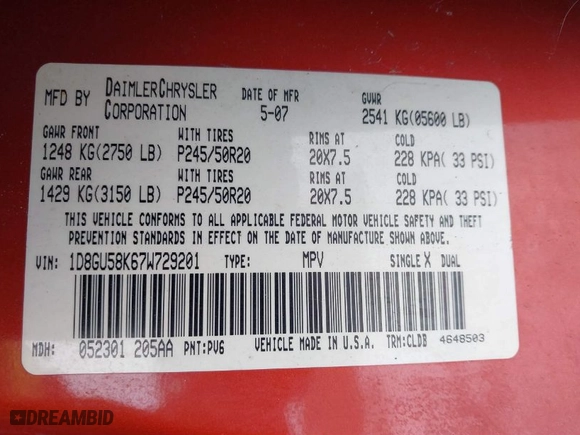 MFD BY DAIMLERCHRYSLER CORPORATION
DATE OF MFR 5-07
GVWR 2541 KG(05600 LB)
GAWR FRONT WITH TIRES RIMS AT COLD
1248 KG(2750 LB) P245/50R20 20X7.5 228 KPA( 33 PSI)
GAWR REAR WITH TIRES RIMS AT COLD
1429 KG(3150 LB) P245/50R20 20X7.5 228 KPA( 33 PSI)
THIS VEHICLE CONFORMS TO ALL APPLICABLE FEDERAL MOTOR VEHICLE SAFETY AND THEFT
PREVENTION STANDARDS IN EFFECT ON THE DATE OF MANUFACTURE SHOWN ABOVE.
VIN: 1D8GU58K67W729201 TYPE: MPV SINGLE X DUAL
MDH: 052301 205AA PNT:PV6 VEHICLE MADE IN U.S.A. TRM:CLDB 4648503
DREAMBID